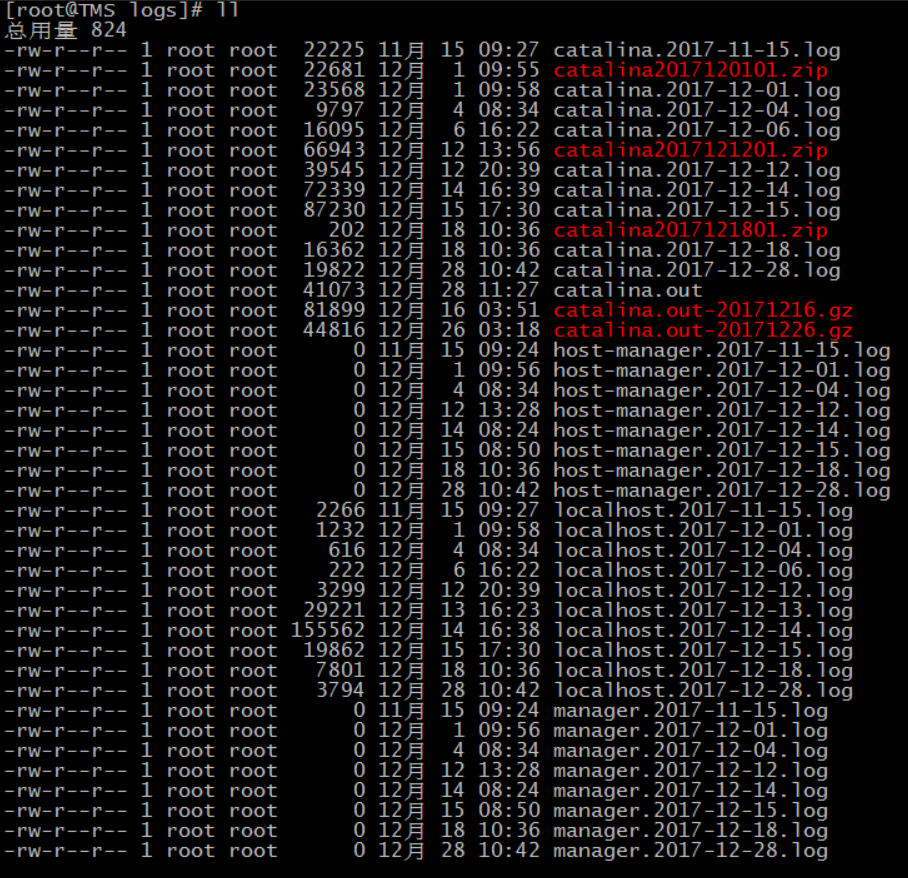 [root@TMS logs]# ll
总用量 824
-rw-r--r-- 1 root root  22225 11月  15 09:27 catalina.2017-11-15.log
-rw-r--r-- 1 root root  22681 12月   1 09:55 catalina2017120101.zip
-rw-r--r-- 1 root root  23568 12月   1 09:58 catalina.2017-12-01.log
-rw-r--r-- 1 root root   9797 12月   4 08:34 catalina.2017-12-04.log
-rw-r--r-- 1 root root  16095 12月   6 16:22 catalina.2017-12-06.log
-rw-r--r-- 1 root root  66943 12月  12 13:56 catalina2017121201.zip
-rw-r--r-- 1 root root  39545 12月  12 20:39 catalina.2017-12-12.log
-rw-r--r-- 1 root root  72339 12月  14 16:39 catalina.2017-12-14.log
-rw-r--r-- 1 root root  87230 12月  15 17:30 catalina.2017-12-15.log
-rw-r--r-- 1 root root    202 12月  18 10:36 catalina2017121801.zip
-rw-r--r-- 1 root root  16362 12月  18 10:36 catalina.2017-12-18.log
-rw-r--r-- 1 root root  19822 12月  28 10:42 catalina.2017-12-28.log
-rw-r--r-- 1 root root  41073 12月  28 11:27 catalina.out
-rw-r--r-- 1 root root  81899 12月  16 03:51 catalina.out-20171216.gz
-rw-r--r-- 1 root root  44816 12月  26 03:18 catalina.out-20171226.gz
-rw-r--r-- 1 root root      0 11月  15 09:24 host-manager.2017-11-15.log
-rw-r--r-- 1 root root      0 12月   1 09:56 host-manager.2017-12-01.log
-rw-r--r-- 1 root root      0 12月   4 08:34 host-manager.2017-12-04.log
-rw-r--r-- 1 root root      0 12月  12 13:28 host-manager.2017-12-12.log
-rw-r--r-- 1 root root      0 12月  14 08:24 host-manager.2017-12-14.log
-rw-r--r-- 1 root root      0 12月  15 08:50 host-manager.2017-12-15.log
-rw-r--r-- 1 root root      0 12月  18 10:36 host-manager.2017-12-18.log
-rw-r--r-- 1 root root      0 12月  28 10:42 host-manager.2017-12-28.log
-rw-r--r-- 1 root root   2266 11月  15 09:27 localhost.2017-11-15.log
-rw-r--r-- 1 root root   1232 12月   1 09:58 localhost.2017-12-01.log
-rw-r--r-- 1 root root    616 12月   4 08:34 localhost.2017-12-04.log
-rw-r--r-- 1 root root    222 12月   6 16:22 localhost.2017-12-06.log
-rw-r--r-- 1 root root   3299 12月  12 20:39 localhost.2017-12-12.log
-rw-r--r-- 1 root root  29221 12月  13 16:23 localhost.2017-12-13.log
-rw-r--r-- 1 root root 155562 12月  14 16:38 localhost.2017-12-14.log
-rw-r--r-- 1 root root  19862 12月  15 17:30 localhost.2017-12-15.log
-rw-r--r-- 1 root root   7801 12月  18 10:36 localhost.2017-12-18.log
-rw-r--r-- 1 root root   3794 12月  28 10:42 localhost.2017-12-28.log
-rw-r--r-- 1 root root      0 11月  15 09:24 manager.2017-11-15.log
-rw-r--r-- 1 root root      0 12月   1 09:56 manager.2017-12-01.log
-rw-r--r-- 1 root root      0 12月   4 08:34 manager.2017-12-04.log
-rw-r--r-- 1 root root      0 12月  12 13:28 manager.2017-12-12.log
-rw-r--r-- 1 root root      0 12月  14 08:24 manager.2017-12-14.log
-rw-r--r-- 1 root root      0 12月  15 08:50 manager.2017-12-15.log
-rw-r--r-- 1 root root      0 12月  18 10:36 manager.2017-12-18.log
-rw-r--r-- 1 root root      0 12月  28 10:42 manager.2017-12-28.log